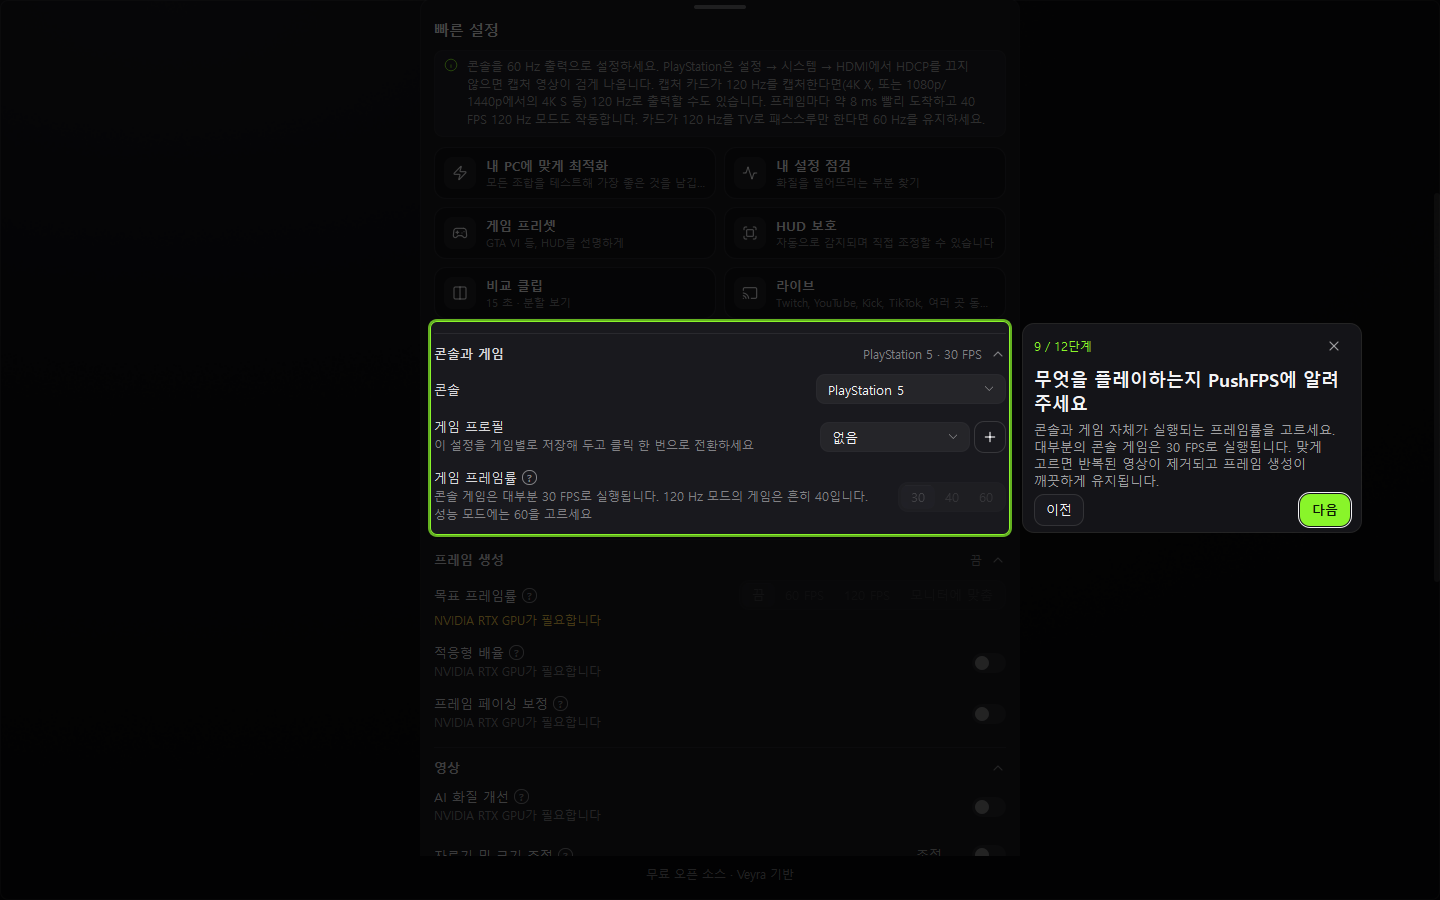 빠른 설정
콘솔을 60 Hz 출력으로 설정하세요. PlayStation은 설정 → 시스템 → HDMI에서 HDCP를 끄지
않으면 캡처 영상이 검게 나옵니다. 캡처 카드가 120 Hz를 캡처한다면(4K X, 또는 1080p/
1440p에서의 4K S 등) 120 Hz로 출력할 수도 있습니다. 프레임마다 약 8 ms 빨리 도착하고 40
FPS 120 Hz 모드도 작동합니다. 카드가 120 Hz를 TV로 패스스루만 한다면 60 Hz를 유지하세요.
내 PC에 맞게 최적화
모든 조합을 테스트해 가장 좋은 것을 남깁...
내 설정 점검
화질을 떨어뜨리는 부분 찾기
게임 프리셋
GTA VI 등, HUD를 선명하게
HUD 보호
자동으로 감지되며 직접 조정할 수 있습니다
비교 클립
15 초 · 분할 보기
라이브
Twitch, YouTube, Kick, TikTok, 여러 곳 동...
콘솔과 게임
PlayStation 5 · 30 FPS
콘솔
PlayStation 5
게임 프로필
이 설정을 게임별로 저장해 두고 클릭 한 번으로 전환하세요
없음
게임 프레임률 ?
콘솔 게임은 대부분 30 FPS로 실행됩니다. 120 Hz 모드의 게임은 흔히 40입니다.
성능 모드에는 60을 고르세요
30 40 60
9 / 12단계
무엇을 플레이하는지 PushFPS에 알려
주세요
콘솔과 게임 자체가 실행되는 프레임률을 고르세요.
대부분의 콘솔 게임은 30 FPS로 실행됩니다. 맞게
고르면 반복된 영상이 제거되고 프레임 생성이
깨끗하게 유지됩니다.
이전
다음
프레임 생성
끔
목표 프레임률 ?
끔 60 FPS 120 FPS
NVIDIA RTX GPU가 필요합니다
적응형 배율 ?
NVIDIA RTX GPU가 필요합니다
프레임 페이싱 보정 ?
NVIDIA RTX GPU가 필요합니다
영상
AI 화질 개선 ?
NVIDIA RTX GPU가 필요합니다
자르기 및 크기 조정 ?
조정
무료 오픈 소스 · Veyra 기반